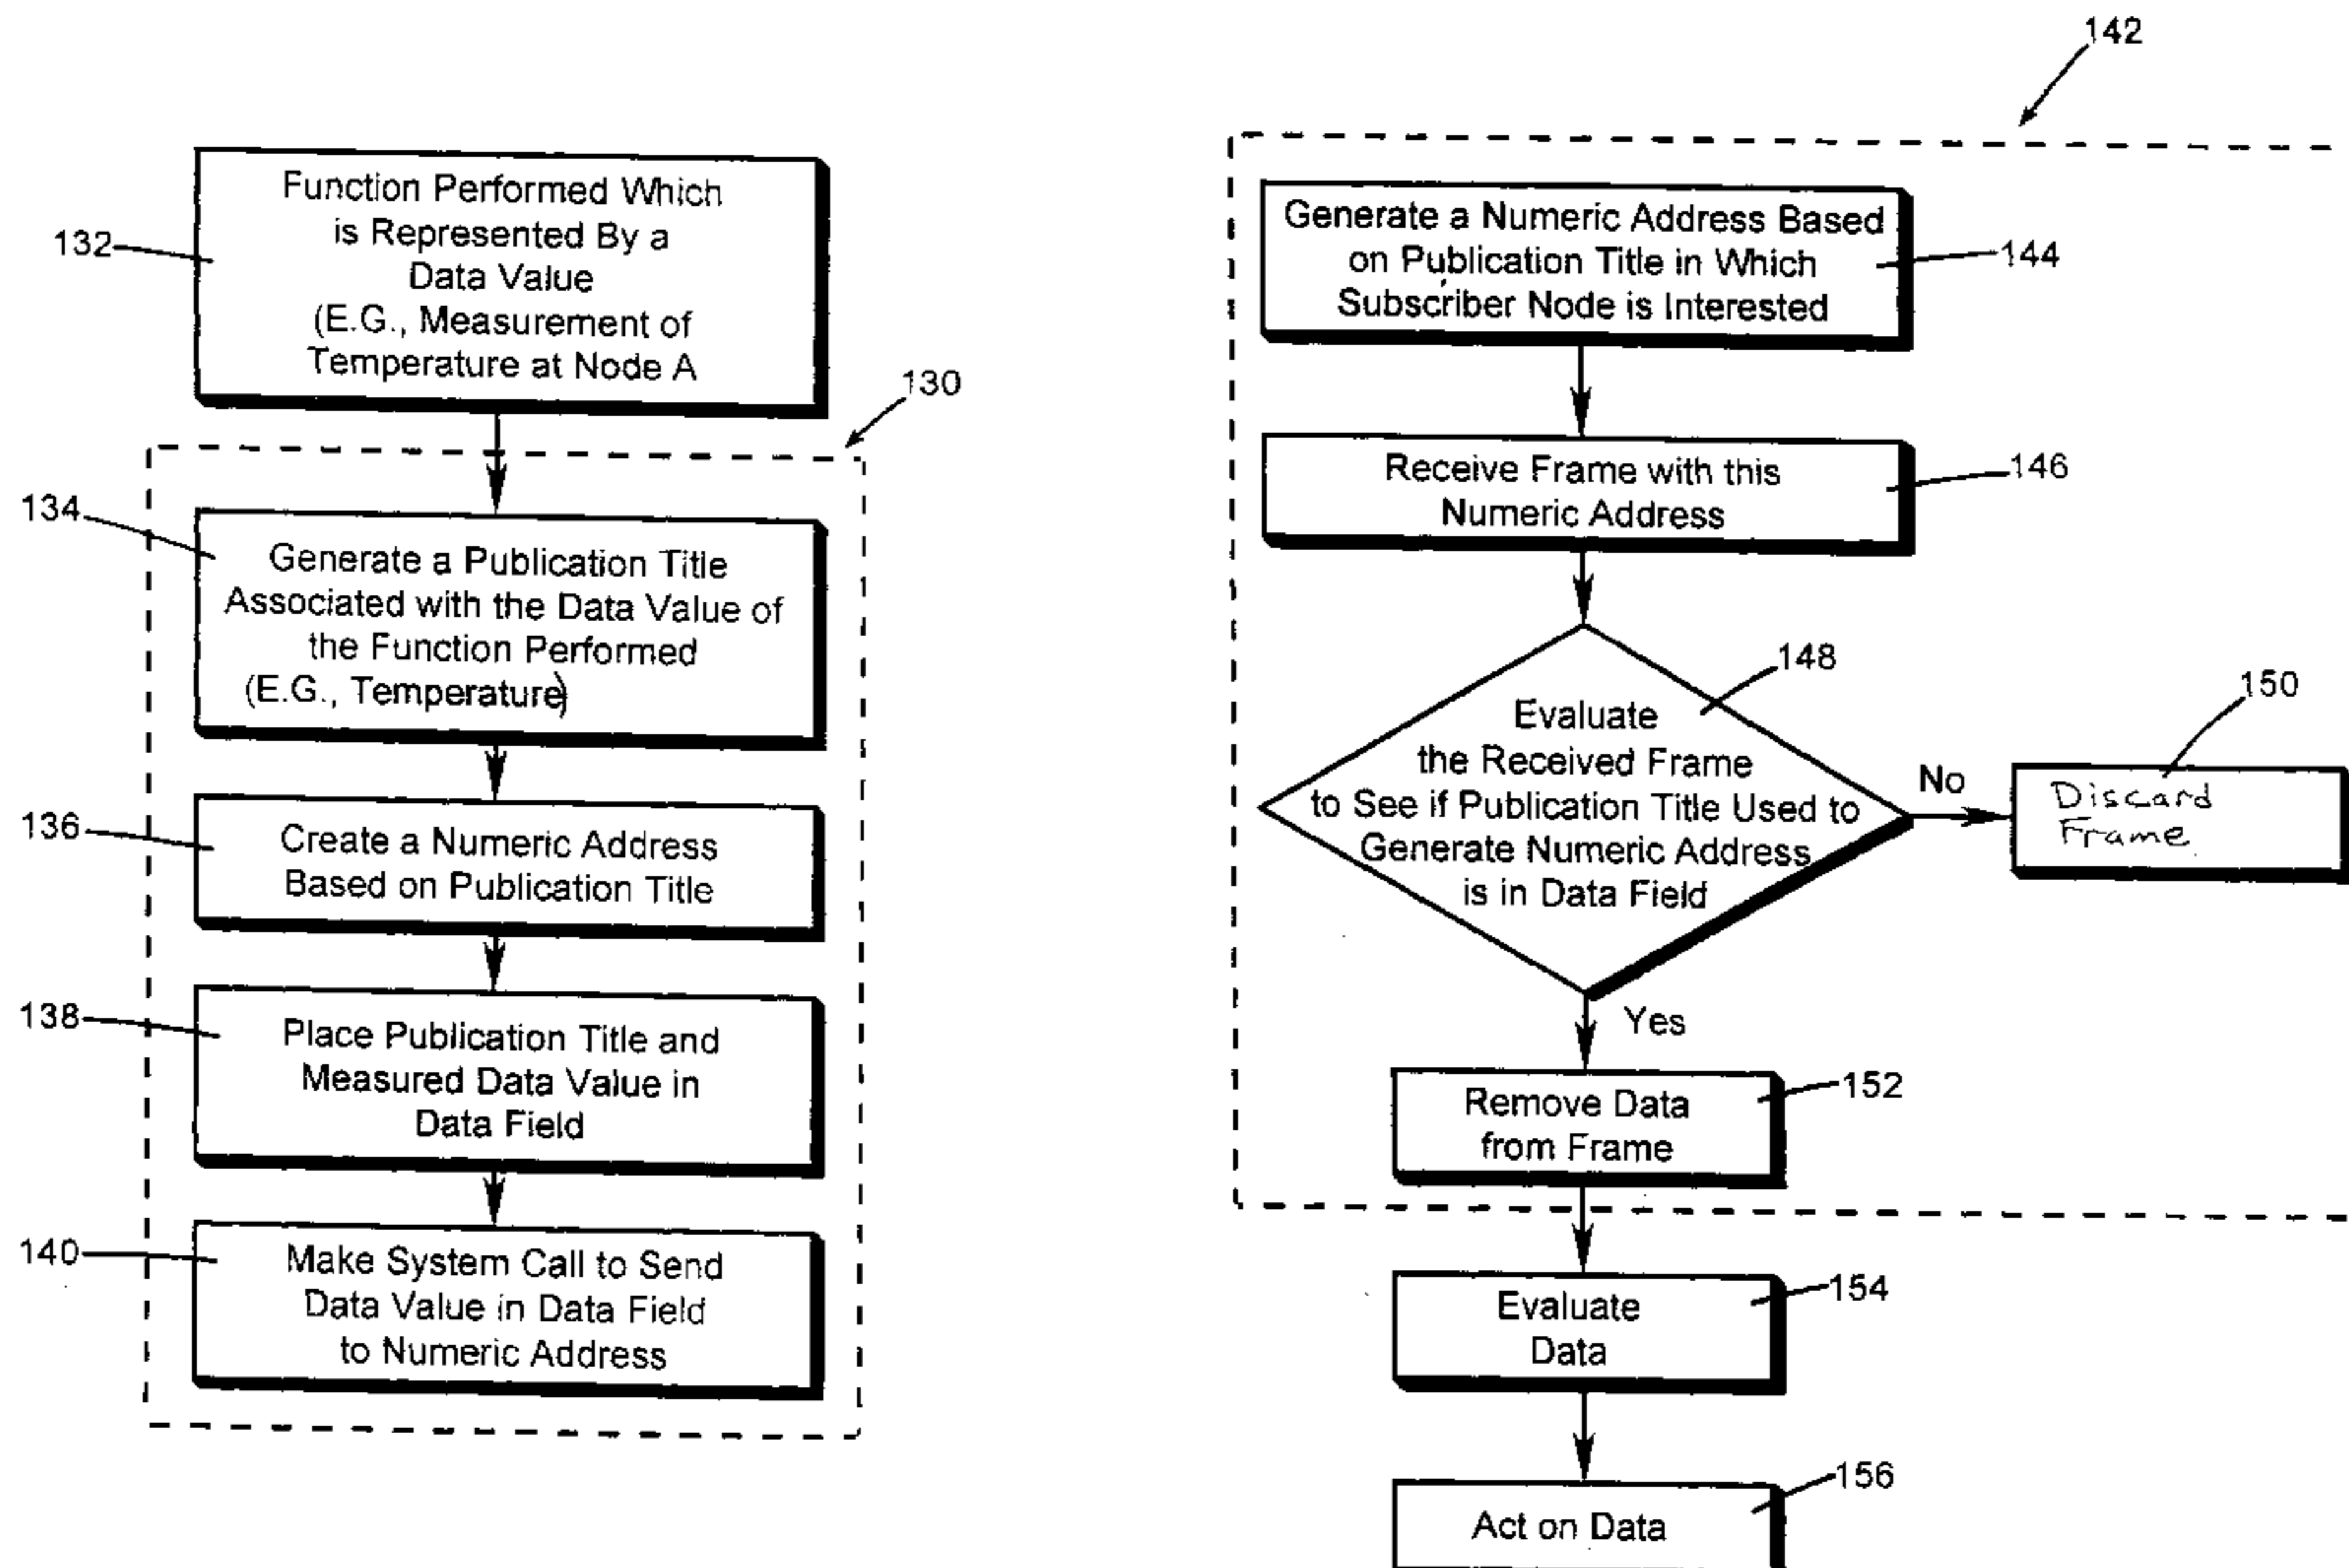 132
Function Performed Which
is Represented By a
Data Value
(E.G., Measurement of
Temperature at Node A
130
134
Generate a Publication Title
Associated with the Data Value of
the Function Performed
(E.G., Temperature)
136
Create a Numeric Address
Based on Publication Title
138
Place Publication Title and
Measured Data Value in
Data Field
140
Make System Call to Send
Data Value in Data Field
to Numeric Address
142
Generate a Numeric Address Based
on Publication Title in Which
Subscriber Node is Interested
144
Receive Frame with this
Numeric Address
146
148
Evaluate
the Received Frame
to See if Publication Title Used to
Generate Numeric Address
is in Data Field
No
150
Discard
Frame
Yes
Remove Data
from Frame
152
Evaluate
Data
154
Act on Data
156